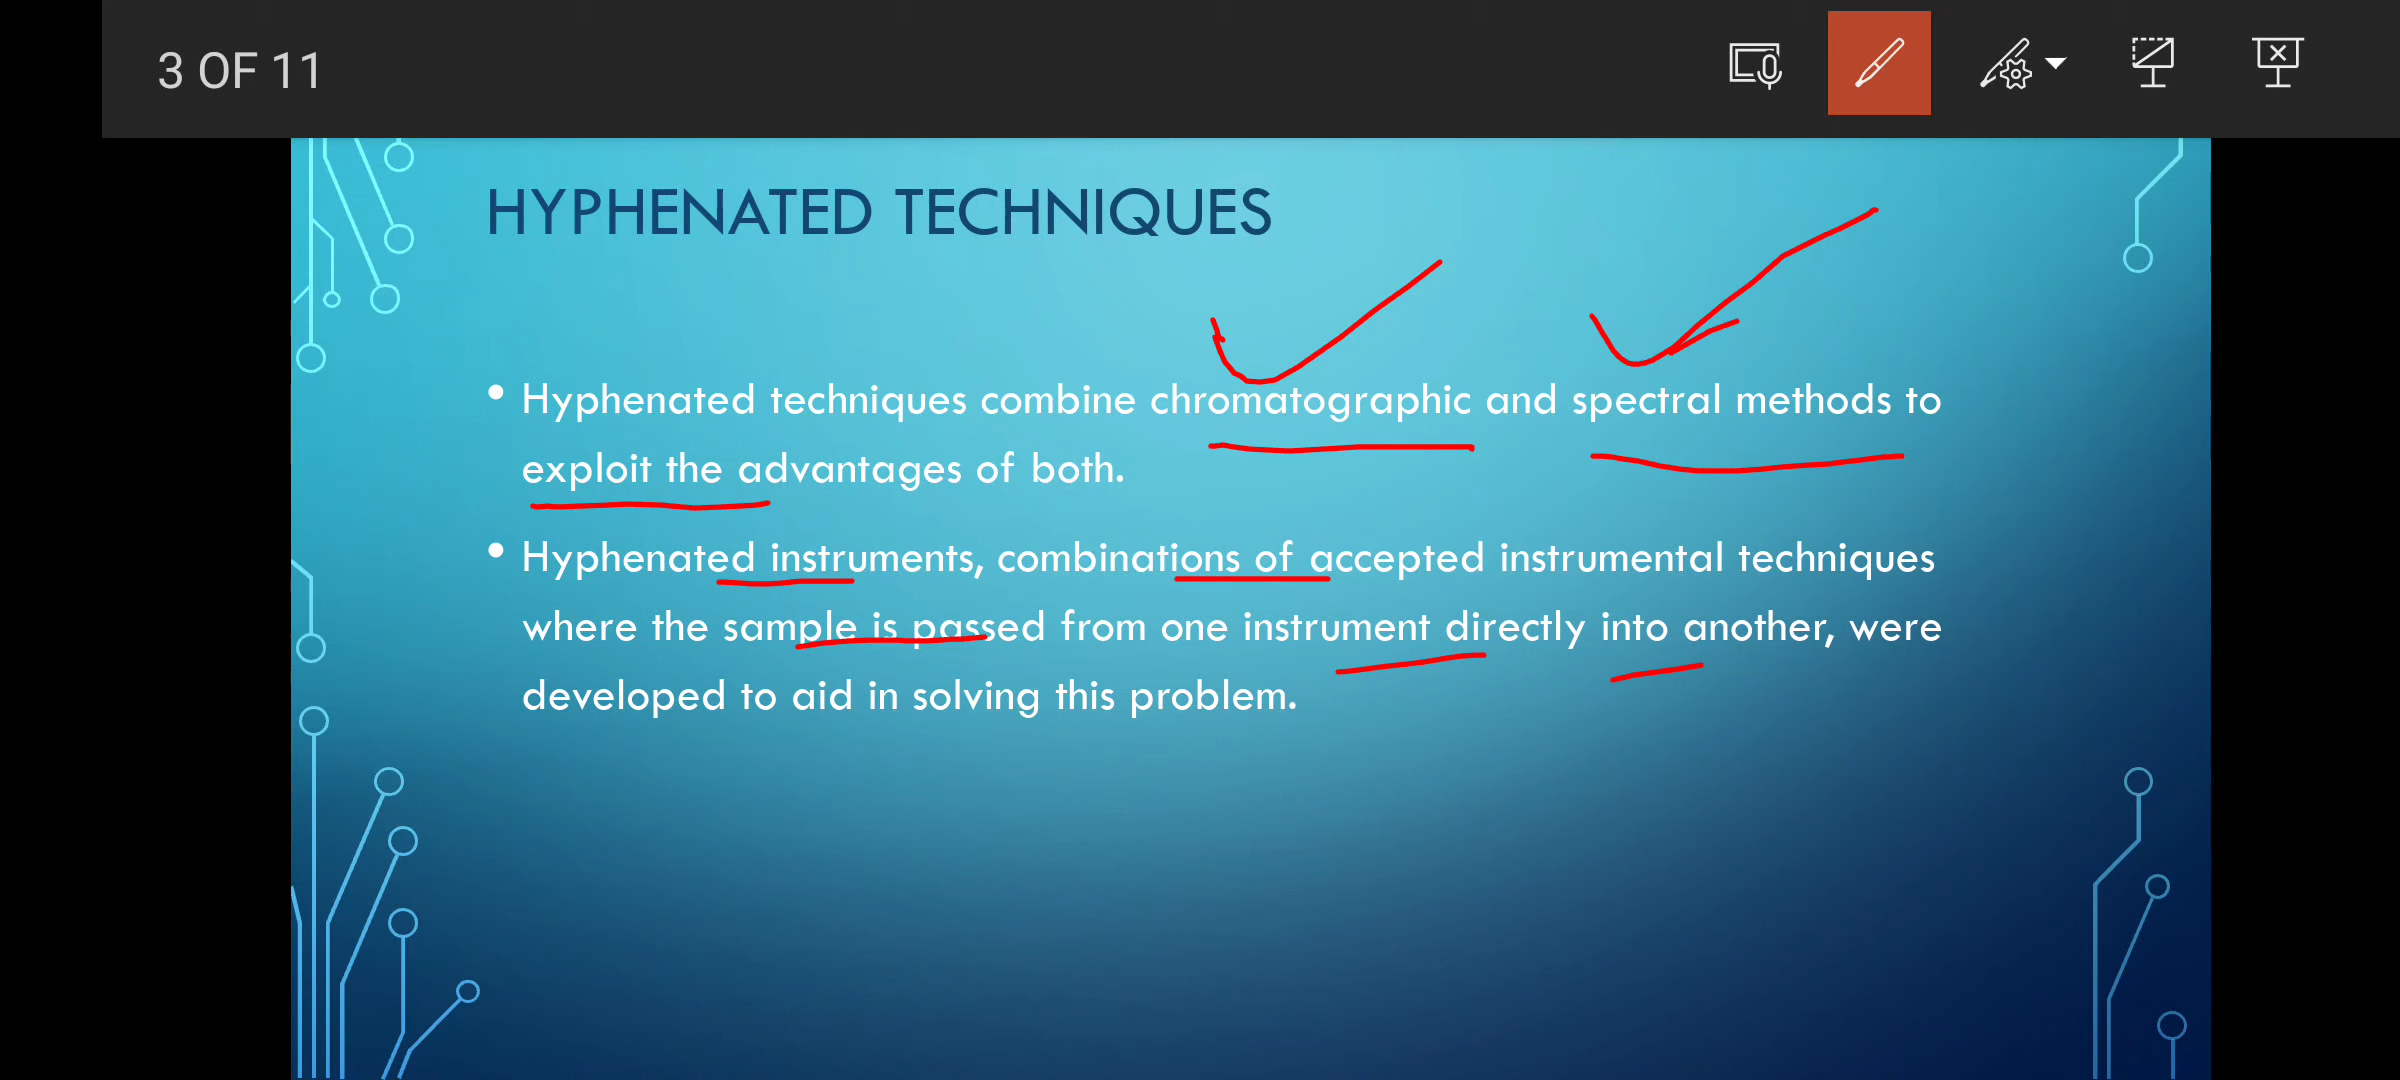 3 OF 11
HYPHENATED TECHNIQUES
• Hyphenated techniques combine chromatographic and spectral methods to
exploit the advantages of both.
• Hyphenated instruments, combinations of accepted instrumental techniques
where the sample is passed from one instrument directly into another, were
developed to aid in solving this problem.